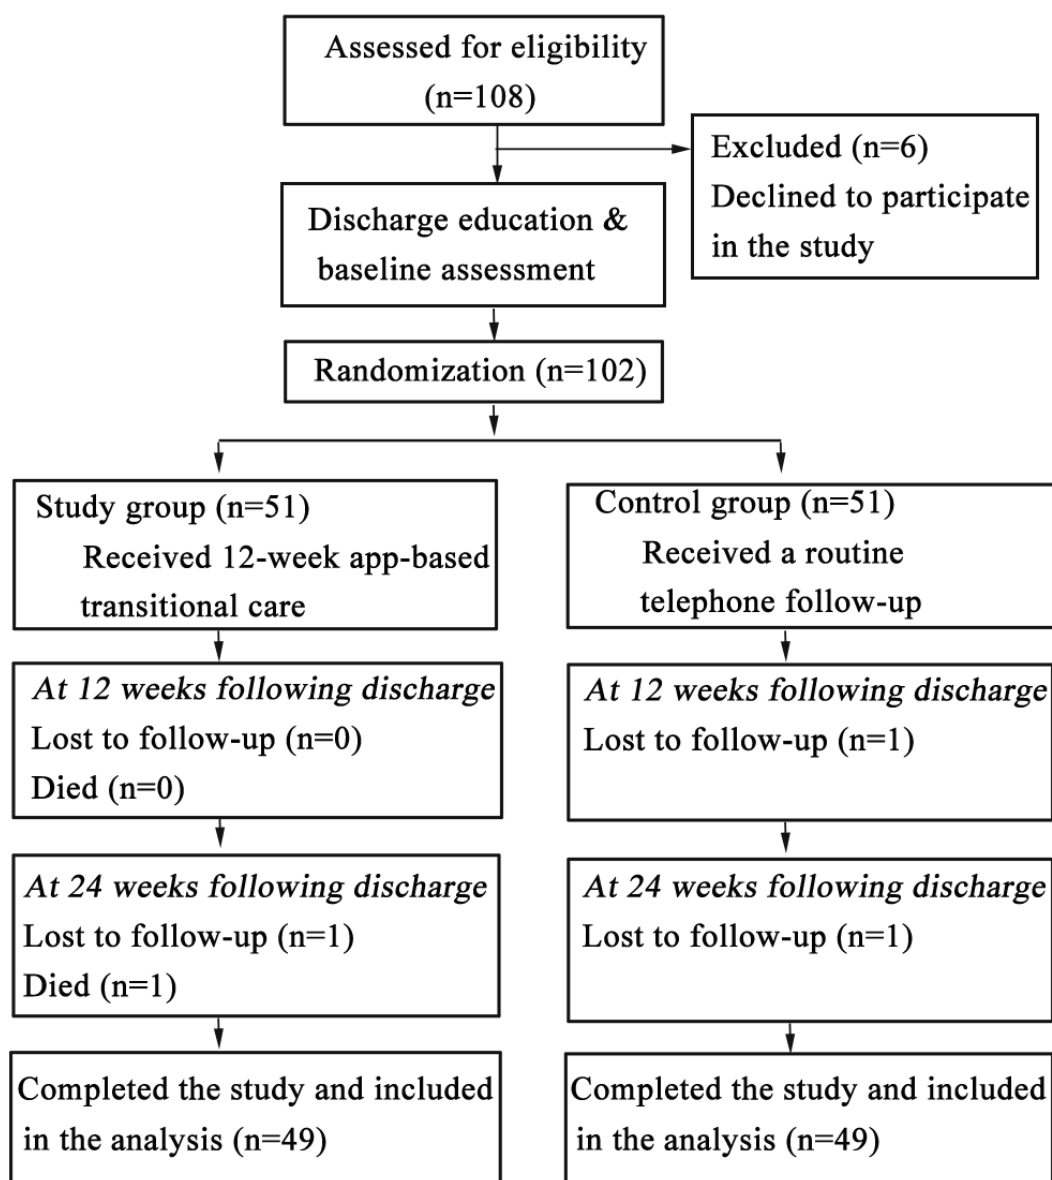 Assessed for eligibility
(n=108)
Excluded (n=6)
Declined to participate
in the study
Discharge education &
baseline assessment
Randomization (n=102)
Study group (n=51)
Received 12-week app-based
transitional care
Control group (n=51)
Received a routine
telephone follow-up
At 12 weeks following discharge
Lost to follow-up (n=0)
Died (n=0)
At 12 weeks following discharge
Lost to follow-up (n=1)
At 24 weeks following discharge
Lost to follow-up (n=1)
Died (n=1)
At 24 weeks following discharge
Lost to follow-up (n=1)
Completed the study and included
in the analysis (n=49)
Completed the study and included
in the analysis (n=49)